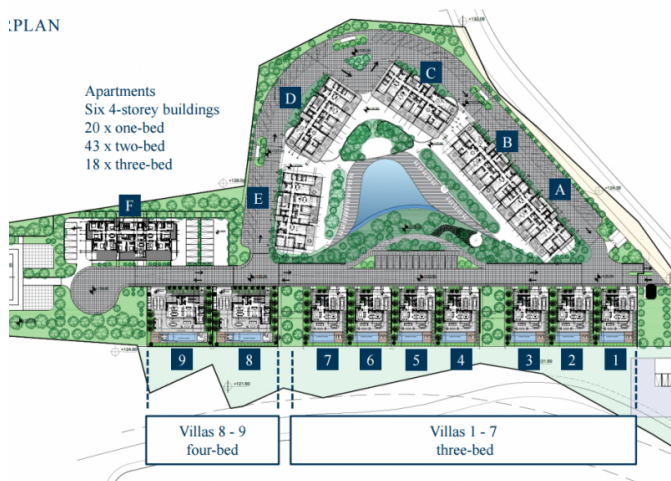 RPLAN
Apartments
Six 4-storey buildings
20 x one-bed
43 x two-bed
18 x three-bed
C
D
B
A
E
F
9
8
7
6
5
4
3
2
1
Villas 8 - 9
four-bed
Villas 1 - 7
three-bed